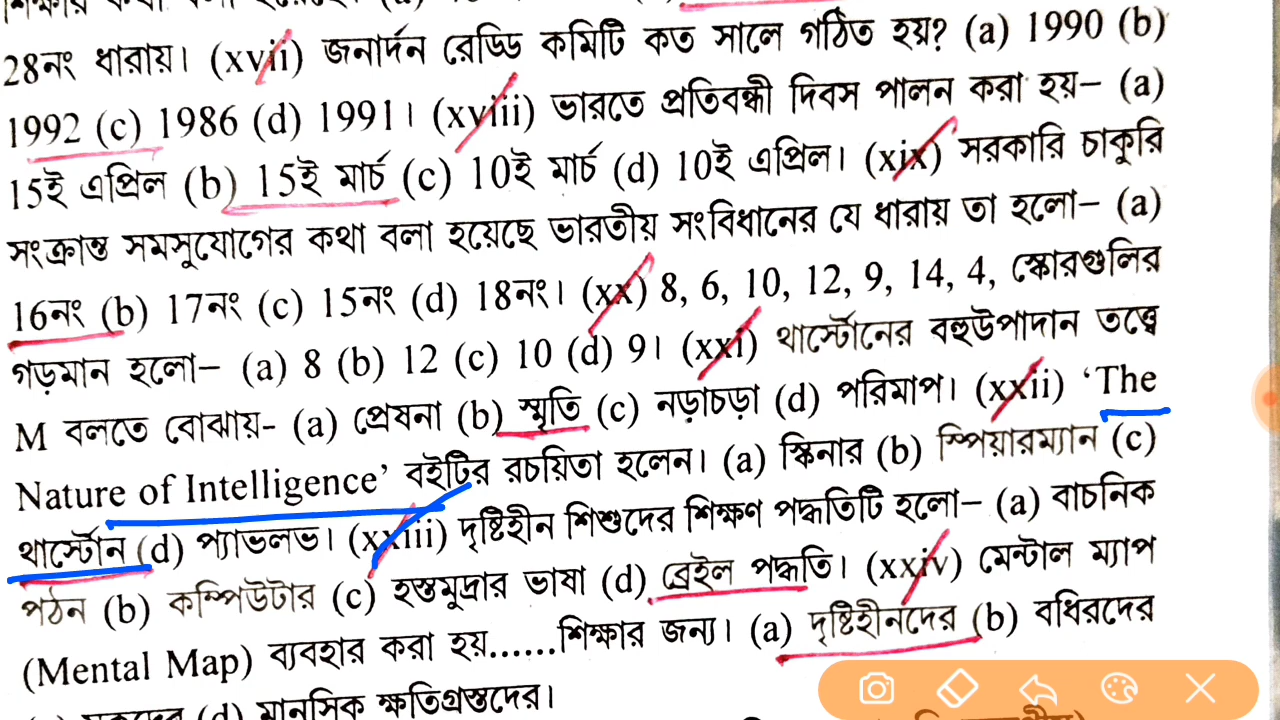 28নং ধারায়। (xvii) জনার্দন রেড্ডি কমিটি কত সালে গঠিত হয়? (a) 1990 (b)
1992 (c) 1986 (d) 1991। (xviii) ভারতে প্রতিবন্ধী দিবস পালন করা হয়– (a)
15ই এপ্রিল (b) 15ই মার্চ (c) 10ই মার্চ (d) 10ই এপ্রিল। (xix) সরকারি চাকুরি
সংক্রান্ত সমসুযোগের কথা বলা হয়েছে ভারতীয় সংবিধানের যে ধারায় তা হলো– (a)
16নং (b) 17নং (c) 15নং (d) 18নং। (xx) 8, 6, 10, 12, 9, 14, 4, স্কোরগুলির
গড়মান হলো– (a) 8 (b) 12 (c) 10 (d) 9। (xxi) থার্স্টোনের বহুউপাদান তত্ত্বে
M বলতে বোঝায়- (a) প্রেষনা (b) স্মৃতি (c) নড়াচড়া (d) পরিমাপ। (xxii) ‘The
Nature of Intelligence’ বইটির রচয়িতা হলেন। (a) স্কিনার (b) স্পিয়ারম্যান (c)
থার্স্টোন (d) প্যাভলভ। (xxiii) দৃষ্টিহীন শিশুদের শিক্ষণ পদ্ধতিটি হলো– (a) বাচনিক
পঠন (b) কম্পিউটার (c) হস্তমুদ্রার ভাষা (d) ব্রেইল পদ্ধতি। (xxiv) মেন্টাল ম্যাপ
(Mental Map) ব্যবহার করা হয়......শিক্ষার জন্য। (a) দৃষ্টিহীনদের (b) বধিরদের
(d) মানসিক ক্ষতিগ্রস্তদের।